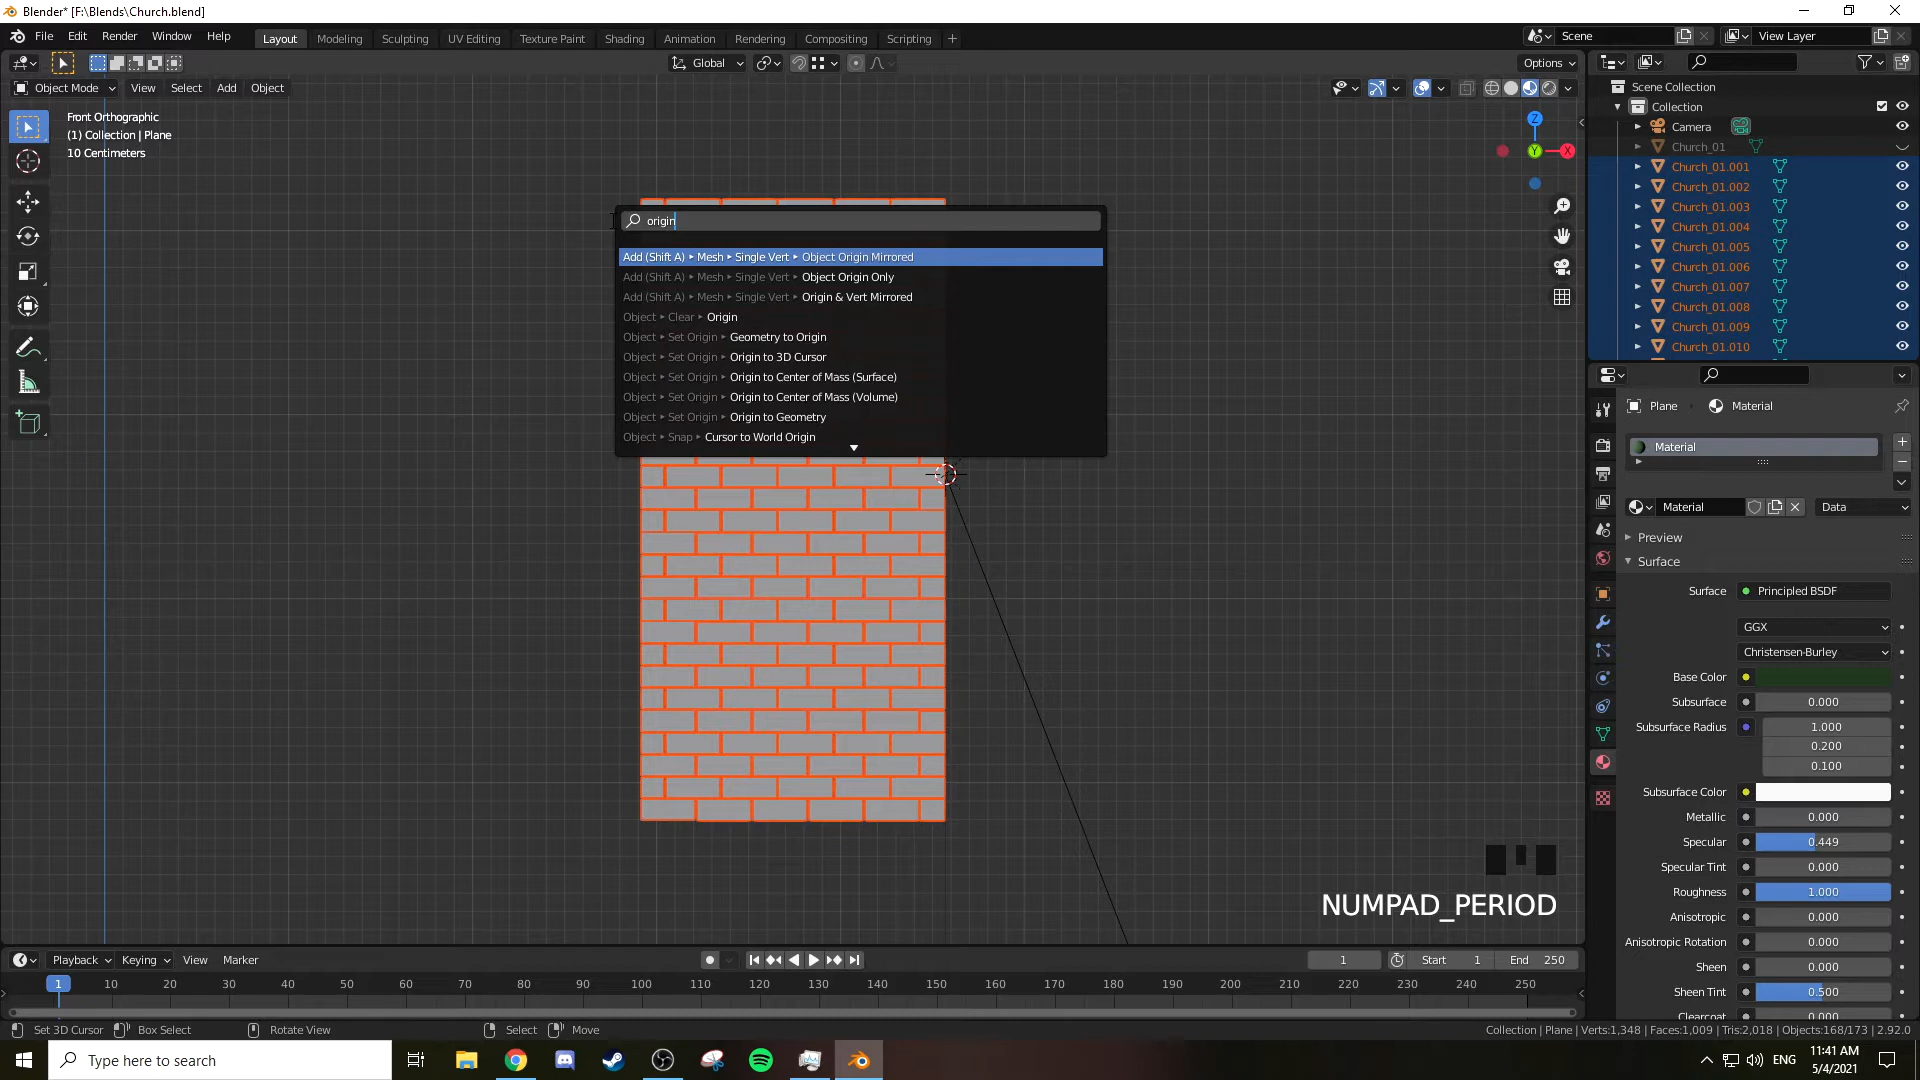 Blender* [F:\Blends\Church.blend]
File Edit Render Window Help
Layout Modeling Sculpting UV Editing Texture Paint Shading Animation Rendering Compositing Scripting
Scene
View Layer
Global
Options
Object Mode View Select Add Object
Front Orthographic
(1) Collection | Plane
10 Centimeters
Z
Y
X
origin
Add (Shift A) ▸ Mesh ▸ Single Vert ▸ Object Origin Mirrored
Add (Shift A) ▸ Mesh ▸ Single Vert ▸ Object Origin Only
Add (Shift A) ▸ Mesh ▸ Single Vert ▸ Origin & Vert Mirrored
Object ▸ Clear ▸ Origin
Object ▸ Set Origin ▸ Geometry to Origin
Object ▸ Set Origin ▸ Origin to 3D Cursor
Object ▸ Set Origin ▸ Origin to Center of Mass (Surface)
Object ▸ Set Origin ▸ Origin to Center of Mass (Volume)
Object ▸ Set Origin ▸ Origin to Geometry
Object ▸ Snap ▸ Cursor to World Origin
NUMPAD_PERIOD
Scene Collection
Collection
Camera
Church_01
Church_01.001
Church_01.002
Church_01.003
Church_01.004
Church_01.005
Church_01.006
Church_01.007
Church_01.008
Church_01.009
Church_01.010
Plane Material
Material
Material Data
Preview
Surface
Surface Principled BSDF
GGX
Christensen-Burley
Base Color
Subsurface 0.000
Subsurface Radius 1.000
0.200
0.100
Subsurface Color
Metallic 0.000
Specular 0.449
Specular Tint 0.000
Roughness 1.000
Anisotropic 0.000
Anisotropic Rotation 0.000
Sheen 0.000
Sheen Tint 0.500
Clearcoat 0.000
Playback Keying View Marker
1 Start 1 End 250
1 10 20 30 40 50 60 70 80 90 100 110 120 130 140 150 160 170 180 190 200 210 220 230 240 250
Set 3D Cursor Box Select Rotate View Select Move
Collection | Plane | Verts:1,348 | Faces:1,009 | Tris:2,018 | Objects:168/173 | 2.92.0
Type here to search
ENG
11:41 AM
5/4/2021